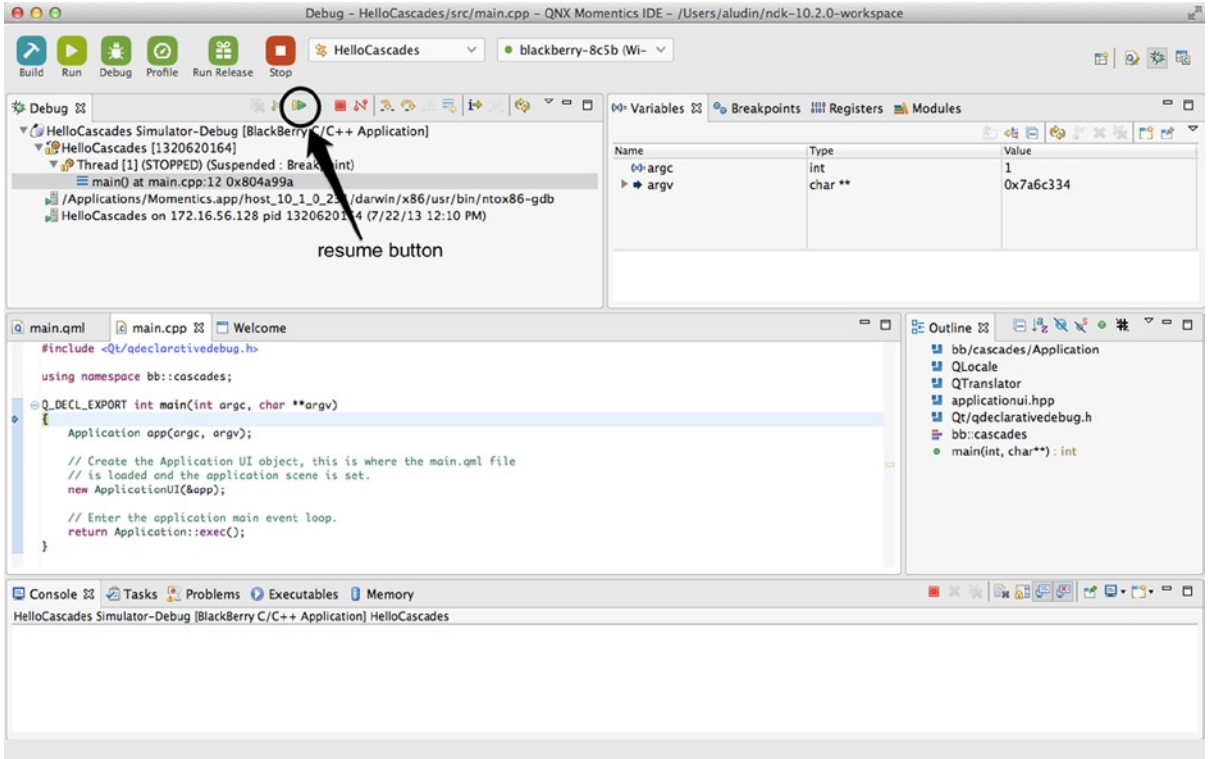 Debug – HelloCascades/src/main.cpp – QNX Momentics IDE – /Users/aludin/ndk-10.2.0-workspace
HelloCascades
blackberry-8c5b (Wi-
Build Run Debug Profile Run Release Stop
Debug
HelloCascades Simulator-Debug [BlackBerry C/C++ Application]
HelloCascades [1320620164]
Thread [1] (STOPPED) (Suspended : Breakpoint)
main() at main.cpp:12 0x804a99a
/Applications/Momentics.app/host_10_1_0_231/darwin/x86/usr/bin/ntox86-gdb
HelloCascades on 172.16.56.128 pid 1320620164 (7/22/13 12:10 PM)
resume button
Variables Breakpoints Registers Modules
Name Type Value
argc int 1
argv char ** 0x7a6c334
main.qml main.cpp Welcome
#include <Qt/qdeclarativedebug.h>
using namespace bb::cascades;
Q_DECL_EXPORT int main(int argc, char **argv)
{
Application app(argc, argv);
// Create the Application UI object, this is where the main.qml file
// is loaded and the application scene is set.
new ApplicationUI(&app);
// Enter the application main event loop.
return Application::exec();
}
Outline
bb/cascades/Application
QLocale
QTranslator
applicationui.hpp
Qt/qdeclarativedebug.h
bb::cascades
main(int, char**) : int
Console Tasks Problems Executables Memory
HelloCascades Simulator-Debug [BlackBerry C/C++ Application] HelloCascades